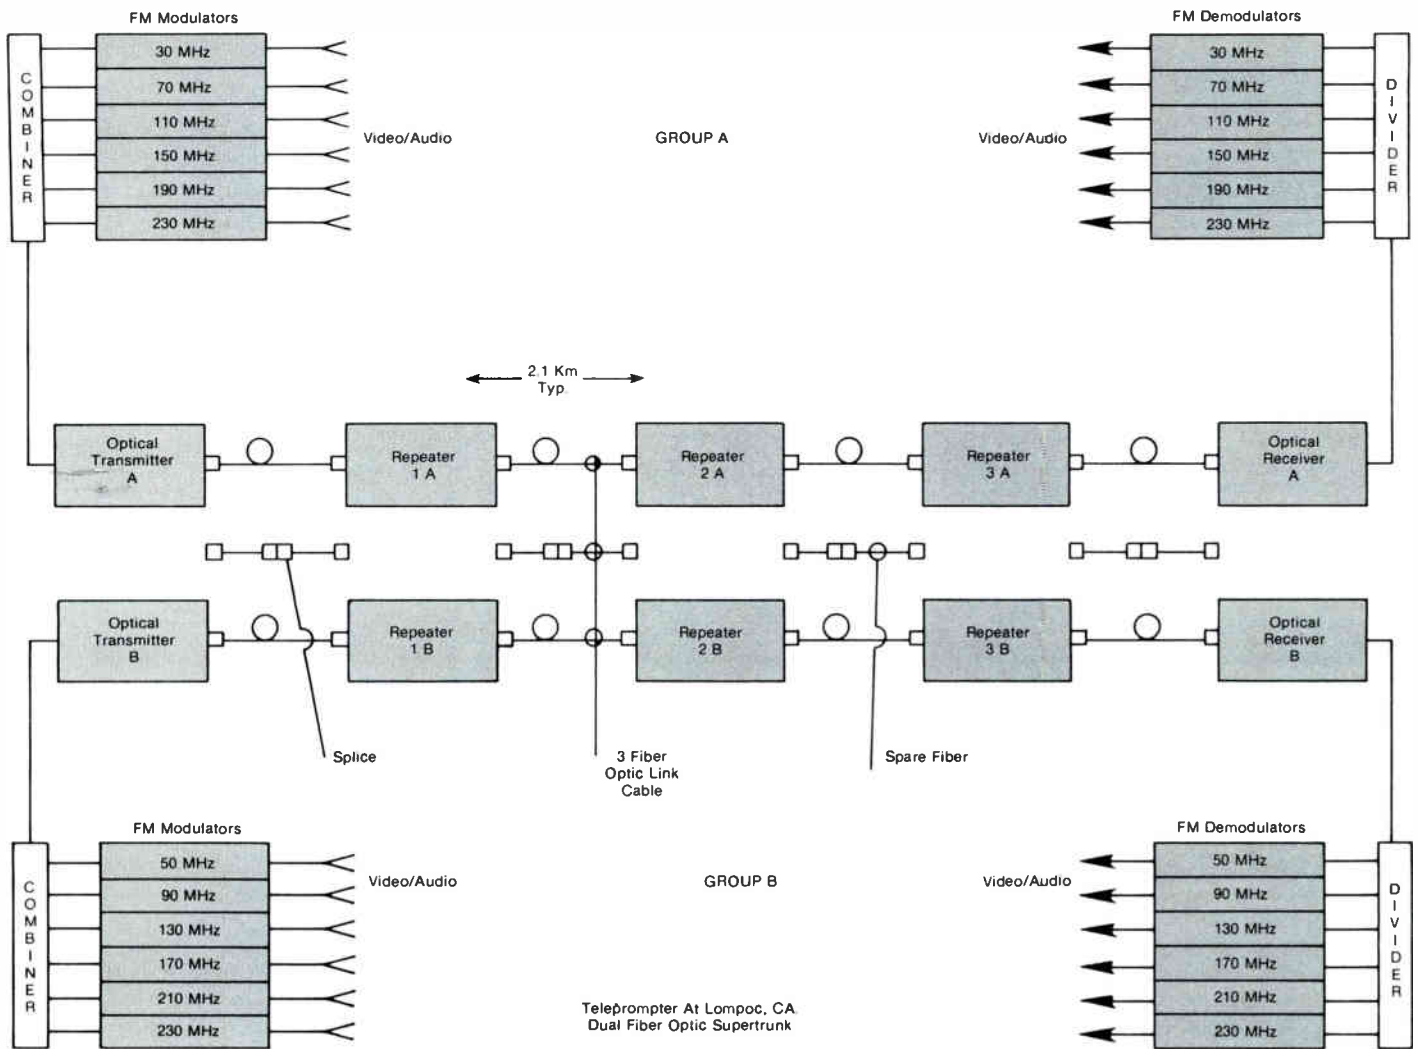 FM Modulators
COMBINER
30 MHz
70 MHz
110 MHz
150 MHz
190 MHz
230 MHz
Video/Audio
GROUP A
Video/Audio
FM Demodulators
30 MHz
70 MHz
110 MHz
150 MHz
190 MHz
230 MHz
DIVIDER
2.1 Km
Typ.
Optical
Transmitter
A
Repeater
1 A
Repeater
2 A
Repeater
3 A
Optical
Receiver
A
Optical
Transmitter
B
Repeater
1 B
Repeater
2 B
Repeater
3 B
Optical
Receiver
B
Splice
3 Fiber
Optic Link
Cable
Spare Fiber
FM Modulators
COMBINER
50 MHz
90 MHz
130 MHz
170 MHz
210 MHz
230 MHz
Video/Audio
GROUP B
Video/Audio
FM Demodulators
50 MHz
90 MHz
130 MHz
170 MHz
210 MHz
230 MHz
DIVIDER
Teleprompter At Lompoc, CA.
Dual Fiber Optic Supertrunk